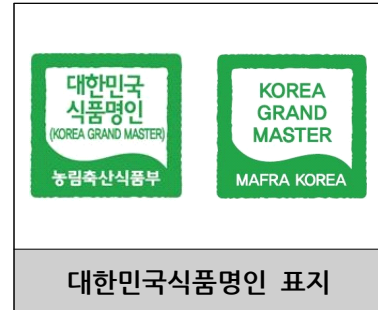 대한민국
식품명인
(KOREA GRAND MASTER)
농림축산식품부
KOREA
GRAND
MASTER
MAFRA KOREA
대한민국식품명인 표지